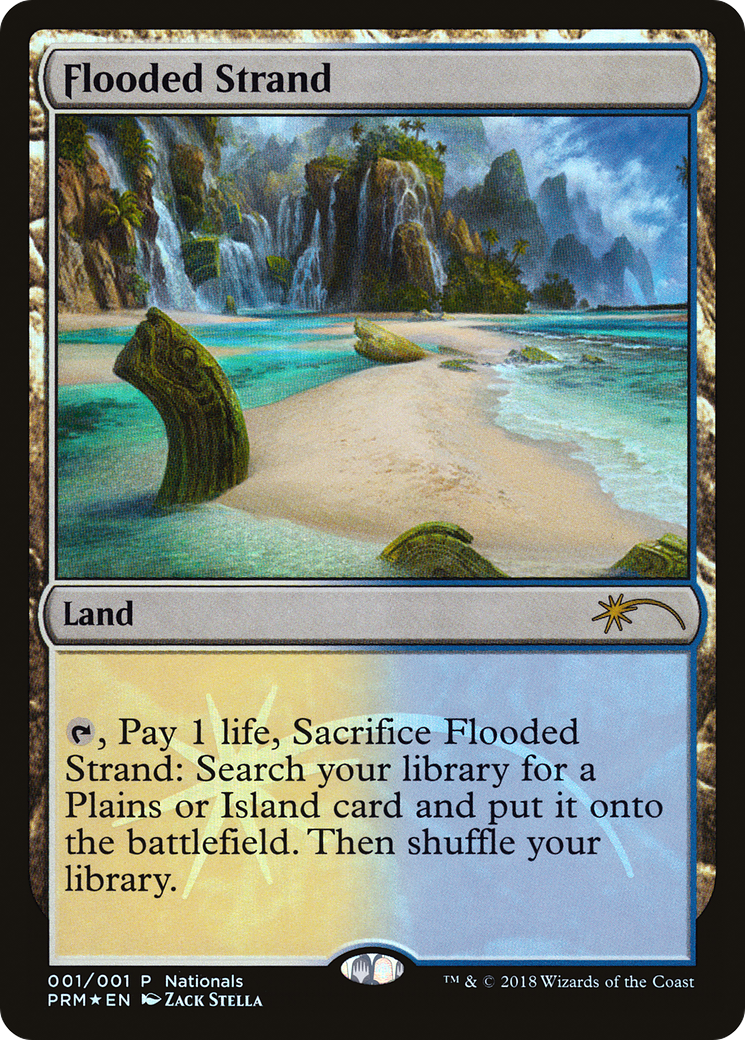 Flooded Strand
Land
, Pay 1 life, Sacrifice Flooded
Strand: Search your library for a
Plains or Island card and put it onto
the battlefield. Then shuffle your
library.
001/001 P Nationals
PRM★EN Zack Stella
™ & © 2018 Wizards of the Coast